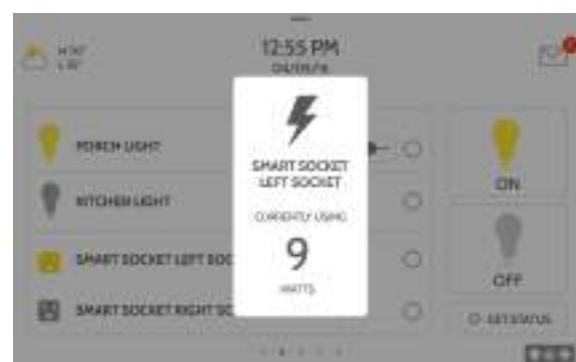 12:55 PM
PORCH LIGHT
KITCHEN LIGHT
SMART SOCKET LEFT SOC
SMART SOCKET RIGHT SC
SMART SOCKET
LEFT SOCKET
CURRENTLY USING
9
WATTS
ON
OFF
GET STATUS